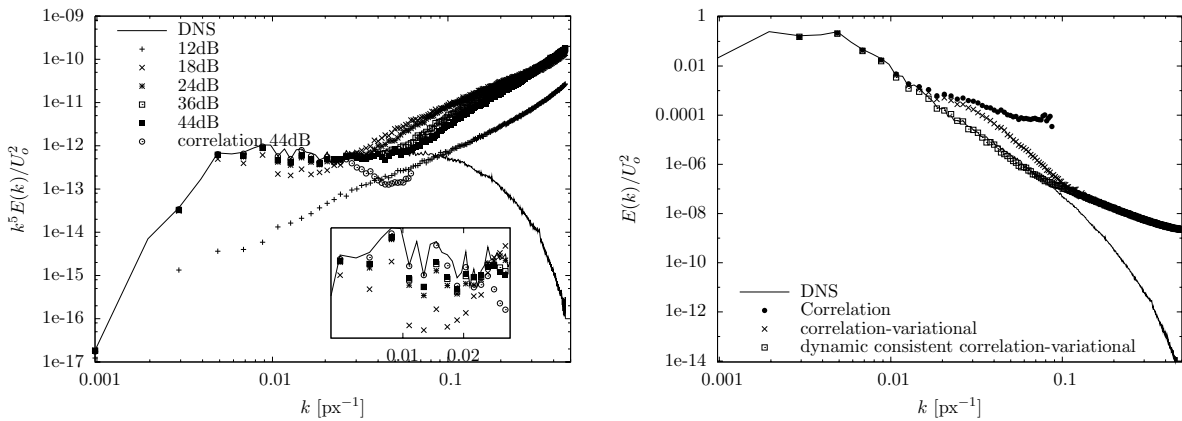 1e-09
1e-10
1e-11
1e-12
1e-13
1e-14
1e-15
1e-16
1e-17
k^5 E(k)/U_o^2
DNS
12dB
18dB
24dB
36dB
44dB
correlation 44dB
0.01 0.02
0.001 0.01 0.1
k [px^−1]
1
0.01
0.0001
1e-06
1e-08
1e-10
1e-12
1e-14
E(k)/U_o^2
DNS
Correlation
correlation-variational
dynamic consistent correlation-variational
0.001 0.01 0.1
k [px^−1]